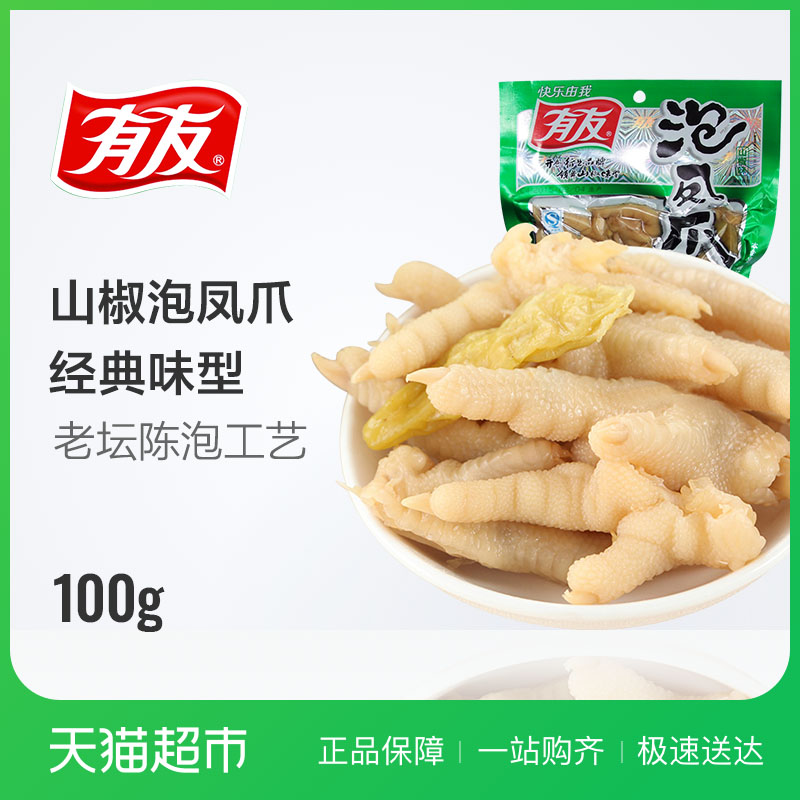 有友®
快乐由我
有友®
泡凤爪
山椒泡凤爪
经典味型
老坛陈泡工艺
100g
天猫超市
正品保障 | 一站购齐 | 极速送达